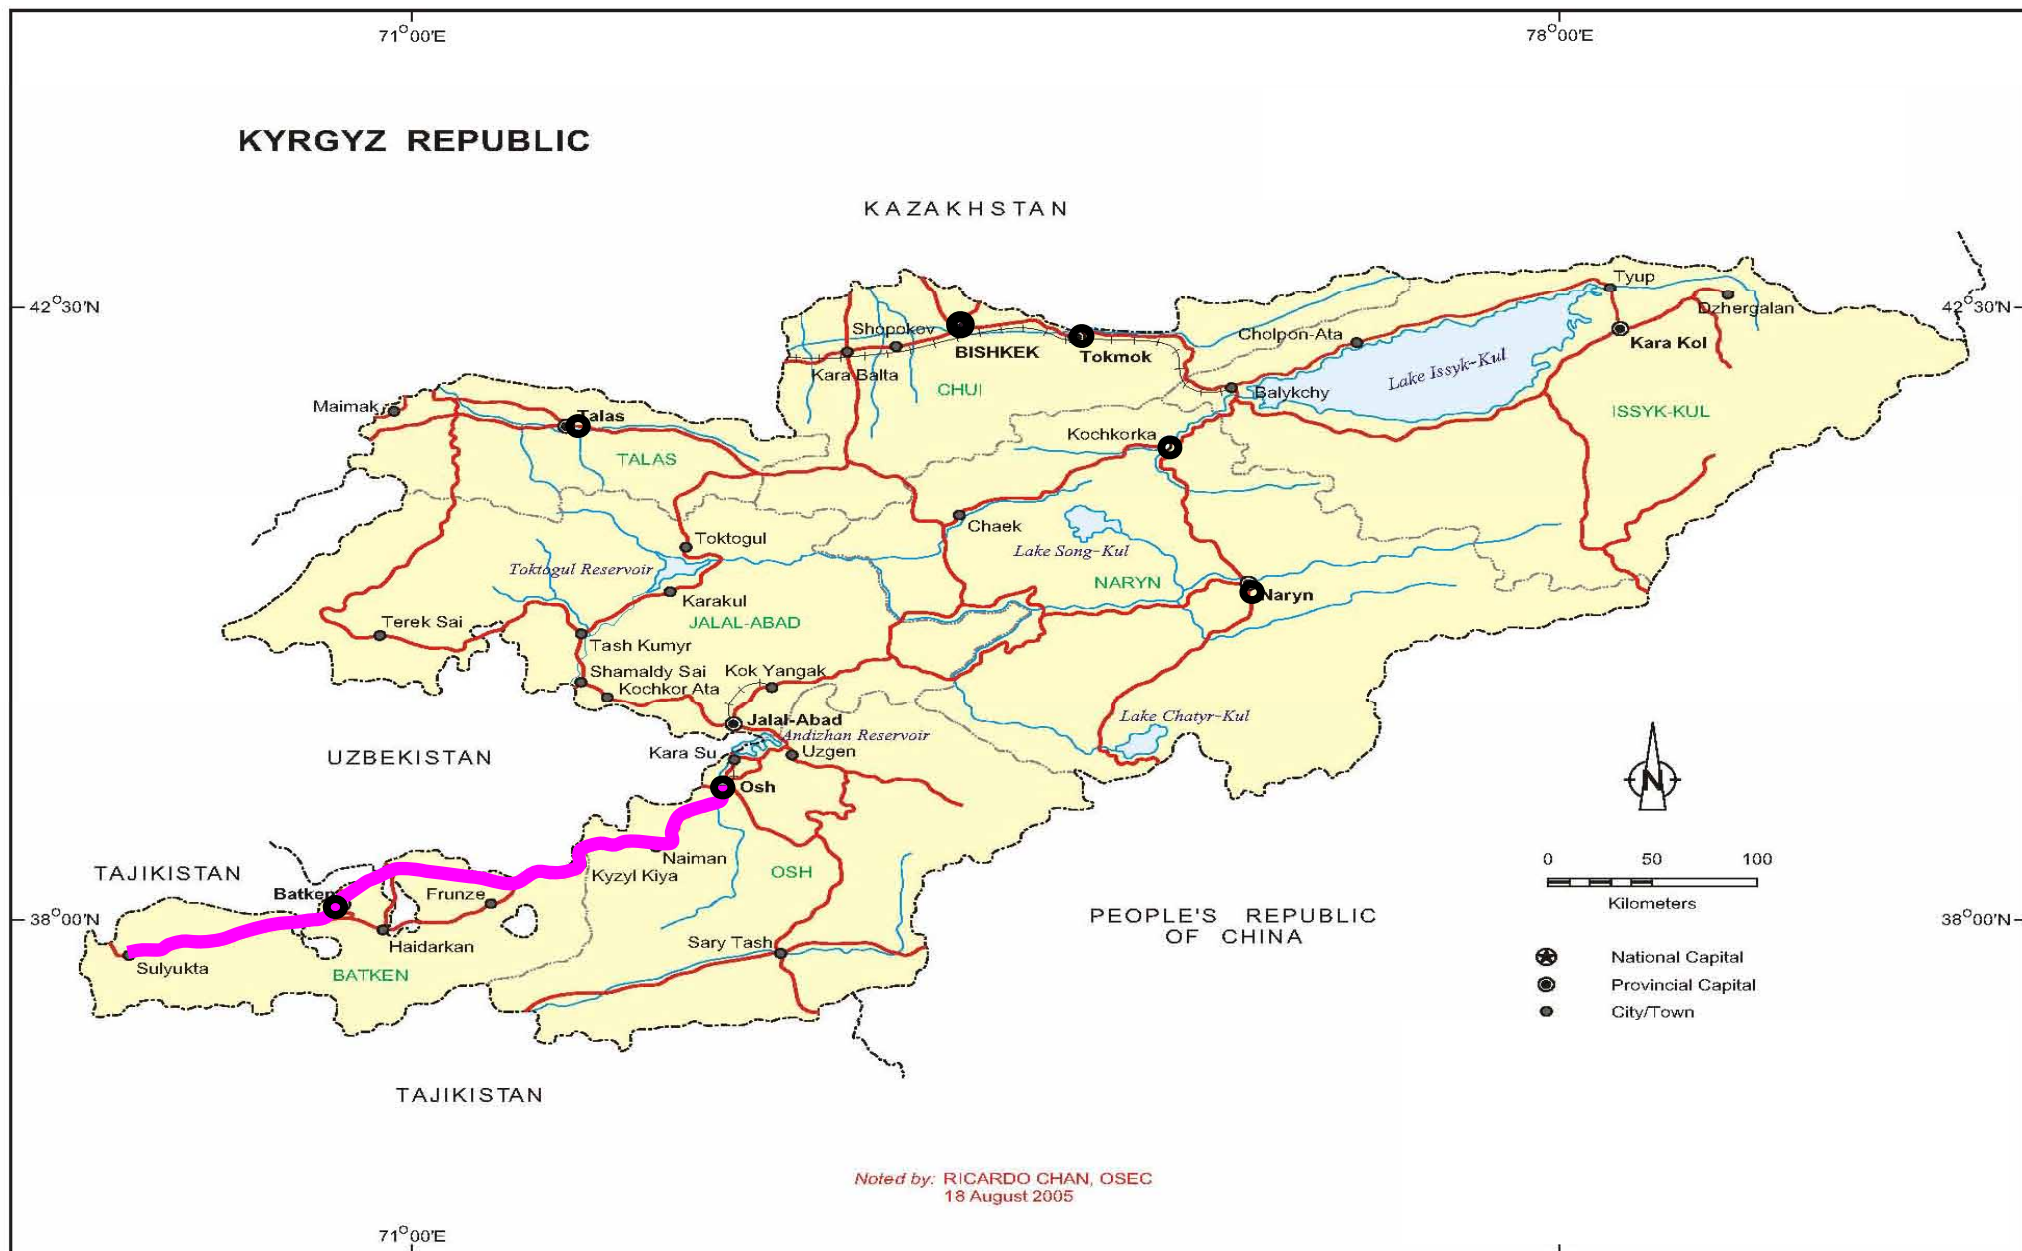 71°00'E
78°00'E
KYRGYZ REPUBLIC
KAZAKHSTAN
Tyup
Dzhergalan
42°30'N
42°30'N
Shopokov
BISHKEK
Tokmok
Cholpon-Ata
Kara Kol
Lake Issyk-Kul
Kara Balta
CHUI
Balykchy
ISSYK-KUL
Maimak
Talas
TALAS
Kochkorka
Chaek
Toktogul
Lake Song-Kul
Toktogul Reservoir
NARYN
Naryn
Karakul
JALAL-ABAD
Terek Sai
Tash Kumyr
Shamaldy Sai
Kok Yangak
Kochkor Ata
Jalal-Abad
Lake Chatyr-Kul
Andizhan Reservoir
Kara Su
Uzgen
UZBEKISTAN
Osh
N
Naiman
0 50 100
Kilometers
TAJIKISTAN
OSH
Kyzyl Kiya
Batken
Frunze
38°00'N
38°00'N
PEOPLE'S REPUBLIC
OF CHINA
Haidarkan
Sary Tash
Sulyukta
BATKEN
National Capital
Provincial Capital
City/Town
TAJIKISTAN
Noted by: RICARDO CHAN, OSEC
18 August 2005
71°00'E